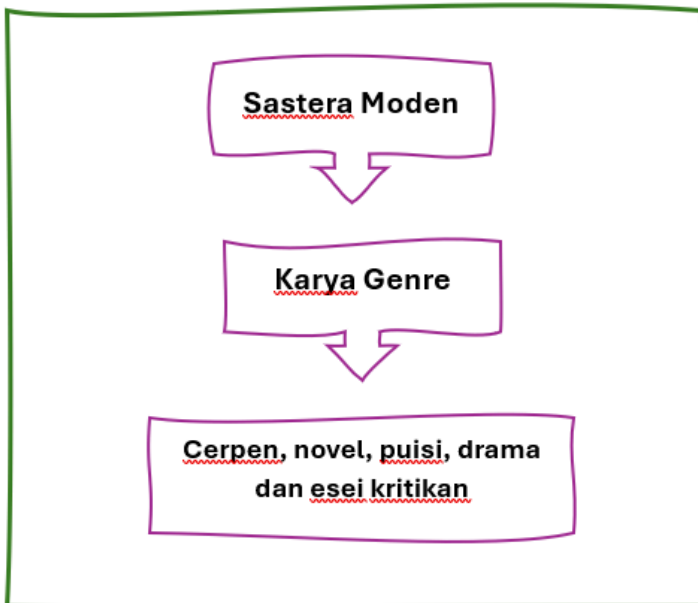 Sastera Moden
Karya Genre
Cerpen, novel, puisi, drama
dan esei kritikan